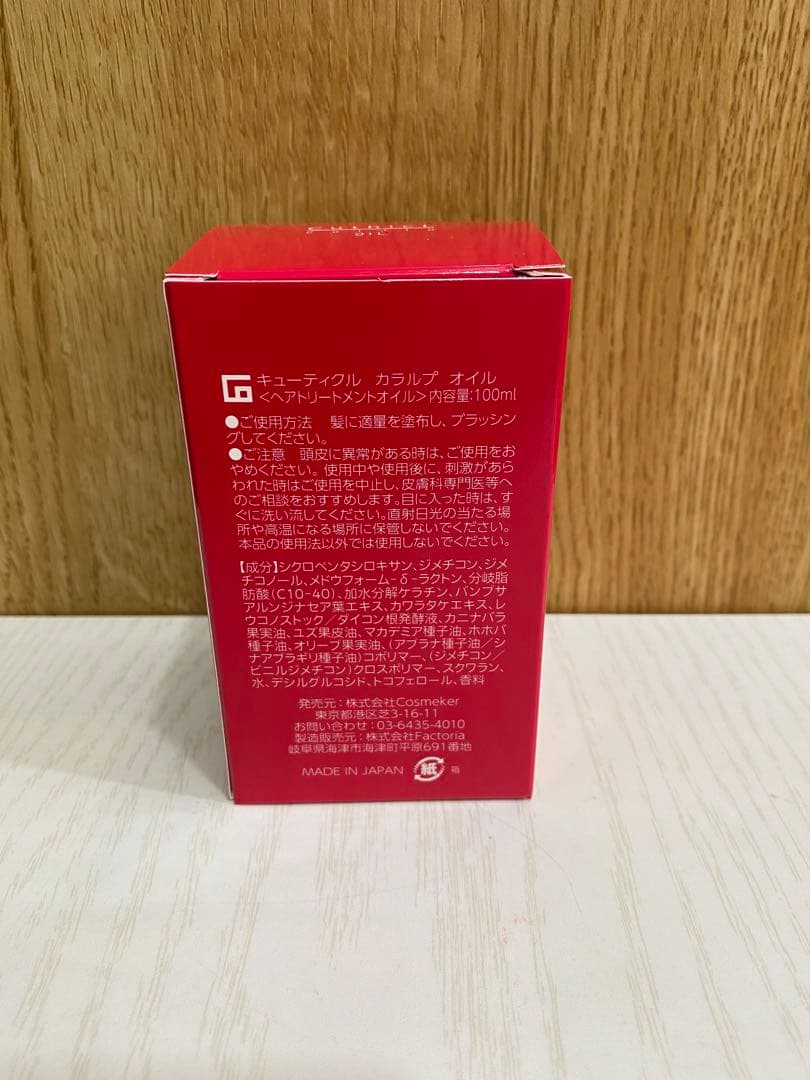 OIL
キューティクル カラルプ オイル
<ヘアトリートメントオイル>内容量:100ml
●ご使用方法 髪に適量を塗布し、ブラッシン
グしてください。
●ご注意 頭皮に異常がある時は、ご使用をお
やめください。使用中や使用後に、刺激があら
われた時はご使用を中止し、皮膚科専門医等へ
のご相談をおすすめします。目に入った時は、す
ぐに洗い流してください。直射日光の当たる場
所や高温になる場所に保管しないでください。
本品の使用法以外では使用しないでください。
【成分】シクロペンタシロキサン、ジメチコン、ジメ
チコノール、メドウフォーム-δ-ラクトン、分岐脂
肪酸(C10-40)、加水分解ケラチン、バンブサ
アルンジナセア葉エキス、カワラタケエキス、レ
ウコノストック/ダイコン根発酵液、カニナバラ
果実油、ユズ果皮油、マカデミア種子油、ホホバ
種子油、オリーブ果実油、(アブラナ種子油/シ
ナアブラギリ種子油)コポリマー、(ジメチコン/
ビニルジメチコン)クロスポリマー、スクワラン、
水、デシルグルコシド、トコフェロール、香料
発売元:株式会社Cosmeker
東京都港区芝3-16-11
お問い合わせ:03-6435-4010
製造販売元:株式会社Factoria
岐阜県海津市海津町平原691番地
MADE IN JAPAN 紙 箱